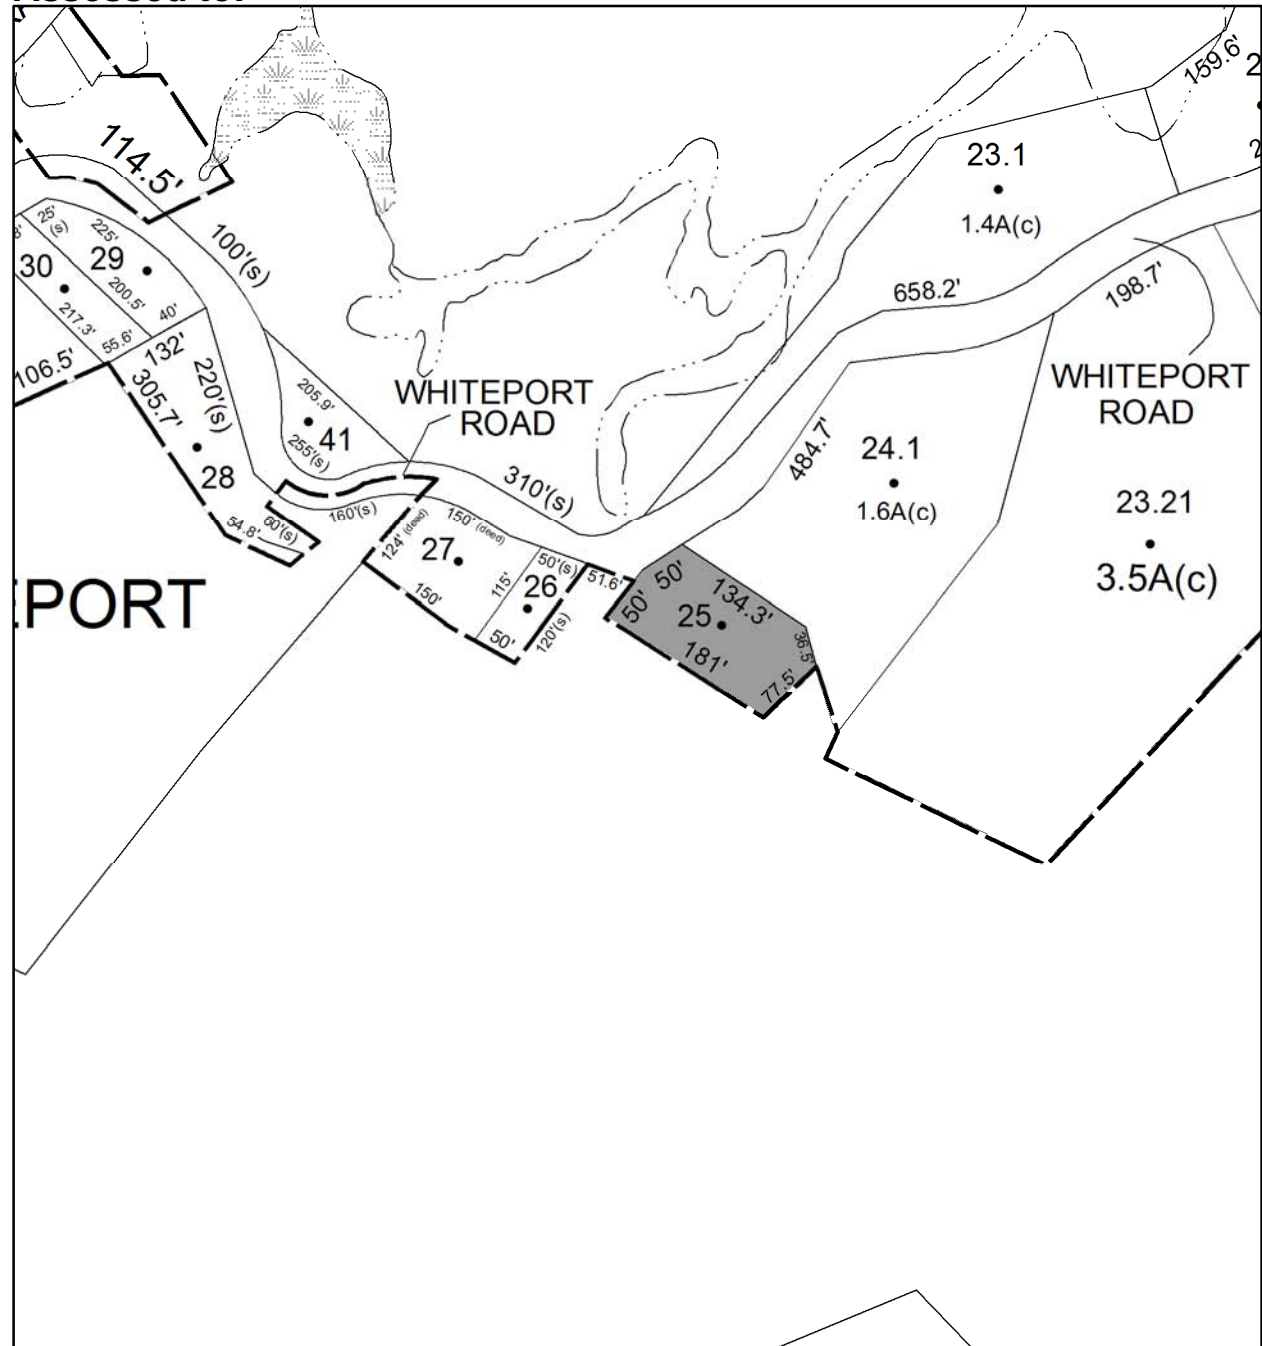 159.6'
114.5'
23.1
1.4A(c)
25'
(s)
225'
29
30
200.5'
217.3'
40'
55.6'
132'
106.5'
100'(s)
658.2'
198.7'
305.7'
220'(s)
205.9'
41
255'(s)
WHITEPORT
ROAD
WHITEPORT
ROAD
28
310'(s)
484.7'
24.1
1.6A(c)
23.21
3.5A(c)
54.8'
60'(s)
160'(s)
124' (deed)
150' (deed)
27
150'
115'
50'(s)
26
50'
120'(s)
51.6'
50'
50'
134.3'
25
181'
36.5'
77.5'
EPORT